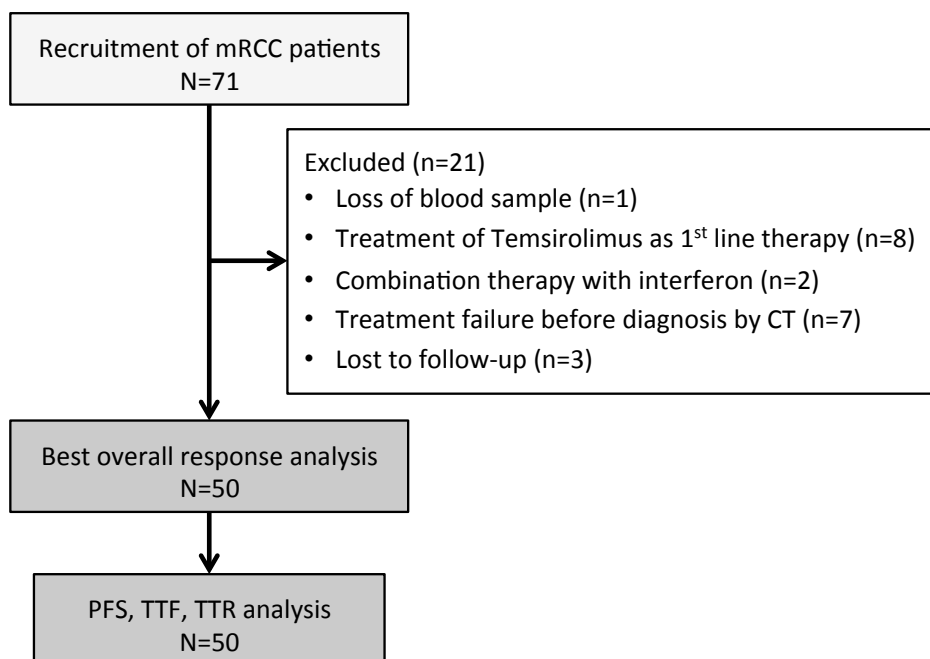 Recruitment of mRCC patients
N=71
Excluded (n=21)
• Loss of blood sample (n=1)
• Treatment of Temsirolimus as 1st line therapy (n=8)
• Combination therapy with interferon (n=2)
• Treatment failure before diagnosis by CT (n=7)
• Lost to follow-up (n=3)
Best overall response analysis
N=50
PFS, TTF, TTR analysis
N=50